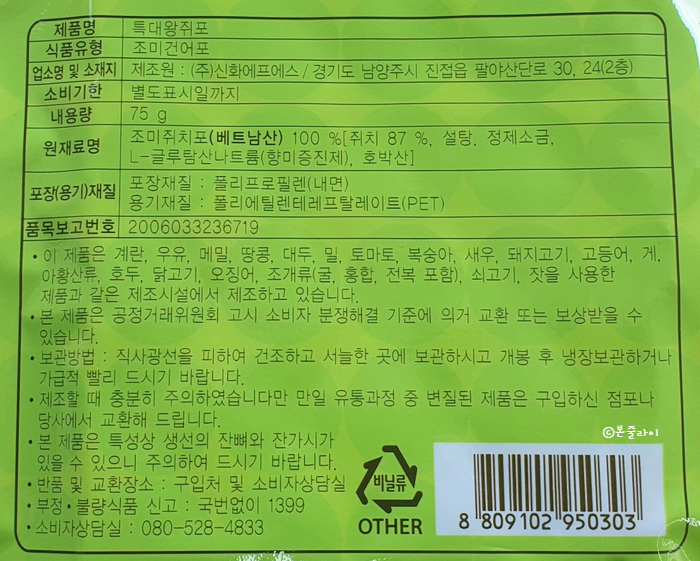 제품명 특대왕쥐포
식품유형 조미건어포
업소명 및 소재지 제조원 : (주)신화에프에스 / 경기도 남양주시 진접읍 팔야산단로 30, 24(2층)
소비기한 별도표시일까지
내용량 75 g
원재료명 조미쥐치포(베트남산) 100 %[쥐치 87 %, 설탕, 정제소금,
L-글루탐산나트륨(향미증진제), 호박산]
포장(용기)재질 포장재질 : 폴리프로필렌(내면)
용기재질 : 폴리에틸렌테레프탈레이트(PET)
품목보고번호 2006033236719
• 이 제품은 계란, 우유, 메밀, 땅콩, 대두, 밀, 토마토, 복숭아, 새우, 돼지고기, 고등어, 게,
아황산류, 호두, 닭고기, 오징어, 조개류(굴, 홍합, 전복 포함), 쇠고기, 잣을 사용한
제품과 같은 제조시설에서 제조하고 있습니다.
• 본 제품은 공정거래위원회 고시 소비자 분쟁해결 기준에 의거 교환 또는 보상받을 수
있습니다.
• 보관방법 : 직사광선을 피하여 건조하고 서늘한 곳에 보관하시고 개봉 후 냉장보관하거나
가급적 빨리 드시기 바랍니다.
• 제조할 때 충분히 주의하였습니다만 만일 유통과정 중 변질된 제품은 구입하신 점포나
당사에서 교환해 드립니다.
• 본 제품은 특성상 생선의 잔뼈와 잔가시가
있을 수 있으니 주의하여 드시기 바랍니다.
• 반품 및 교환장소 : 구입처 및 소비자상담실
• 부정•불량식품 신고 : 국번없이 1399
• 소비자상담실 : 080-528-4833
비닐류
OTHER
©본줄라이
8 809102 950303